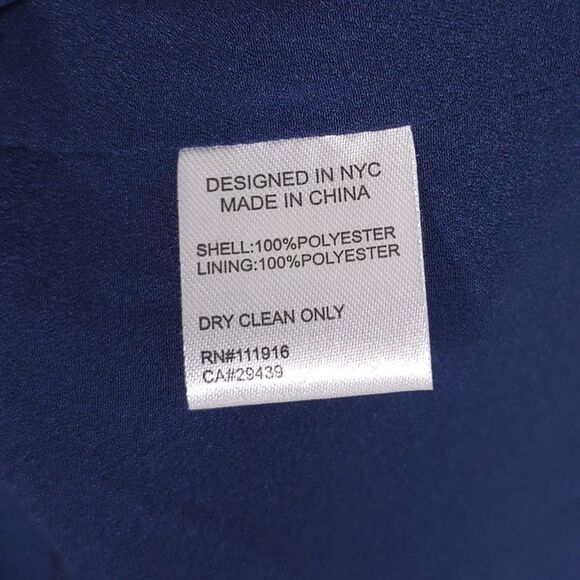 DESIGNED IN NYC
MADE IN CHINA
SHELL:100%POLYESTER
LINING:100%POLYESTER
DRY CLEAN ONLY
RN#111916
CA#29439